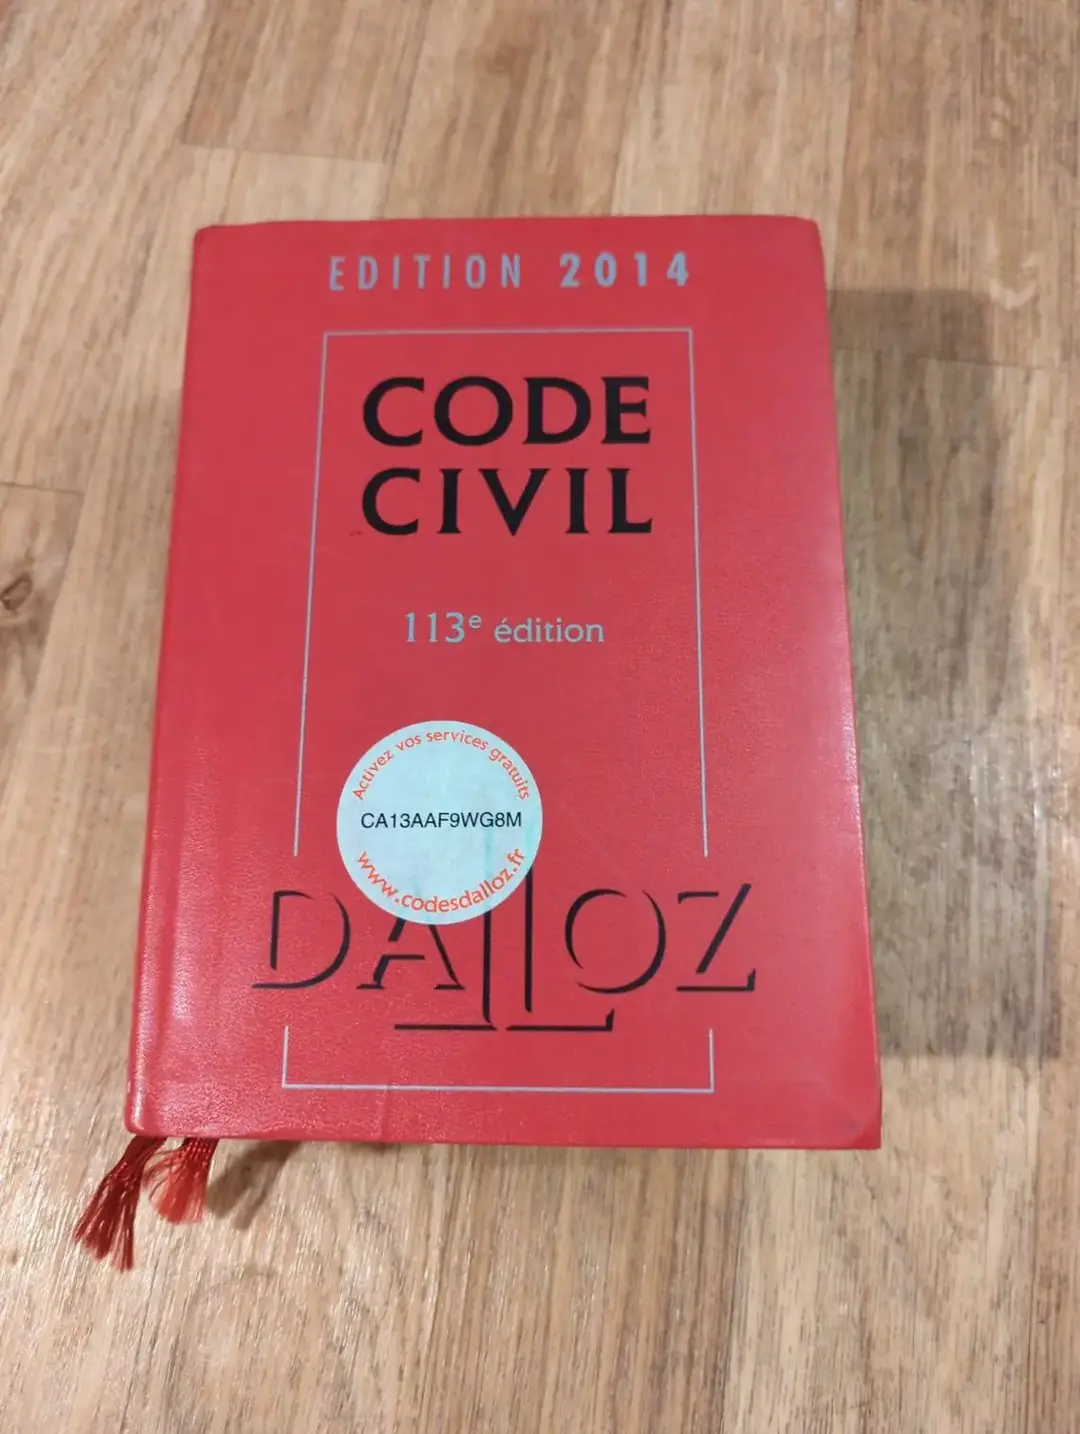 EDITION 2014
CODE
CIVIL
113e édition
Activez vos services gratuits
CA13AAF9WG8M
www.codesdalloz.fr
DALLOZ